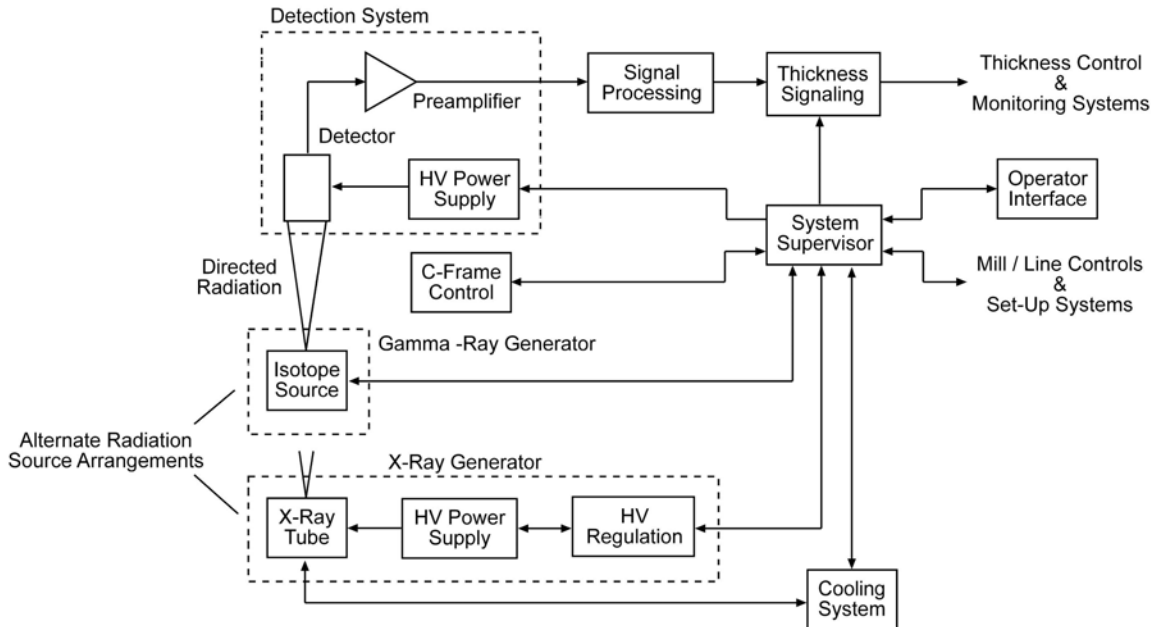 Detection System
Preamplifier
Signal
Processing
Thickness
Signaling
Thickness Control
&
Monitoring Systems
Detector
HV Power
Supply
System
Supervisor
Operator
Interface
Directed
Radiation
C-Frame
Control
Mill / Line Controls
&
Set-Up Systems
Gamma -Ray Generator
Isotope
Source
Alternate Radiation
Source Arrangements
X-Ray Generator
X-Ray
Tube
HV Power
Supply
HV
Regulation
Cooling
System